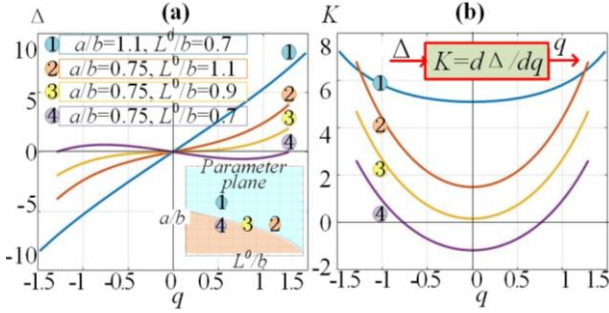 Δ (a)
10
5
0
-5
-10
1 a/b=1.1, L⁰/b=0.7
2 a/b=0.75, L⁰/b=1.1
3 a/b=0.75, L⁰/b=0.9
4 a/b=0.75, L⁰/b=0.7
1
2
3
4
Parameter
plane
a/b
1
4 3 2
L⁰/b
-1.5 -1 -0.5 0 0.5 1 1.5
q
K (b)
8
6
4
2
0
-2
Δ q
K=dΔ/dq
1
2
3
4
-1.5 -1 -0.5 0 0.5 1 1.5
q